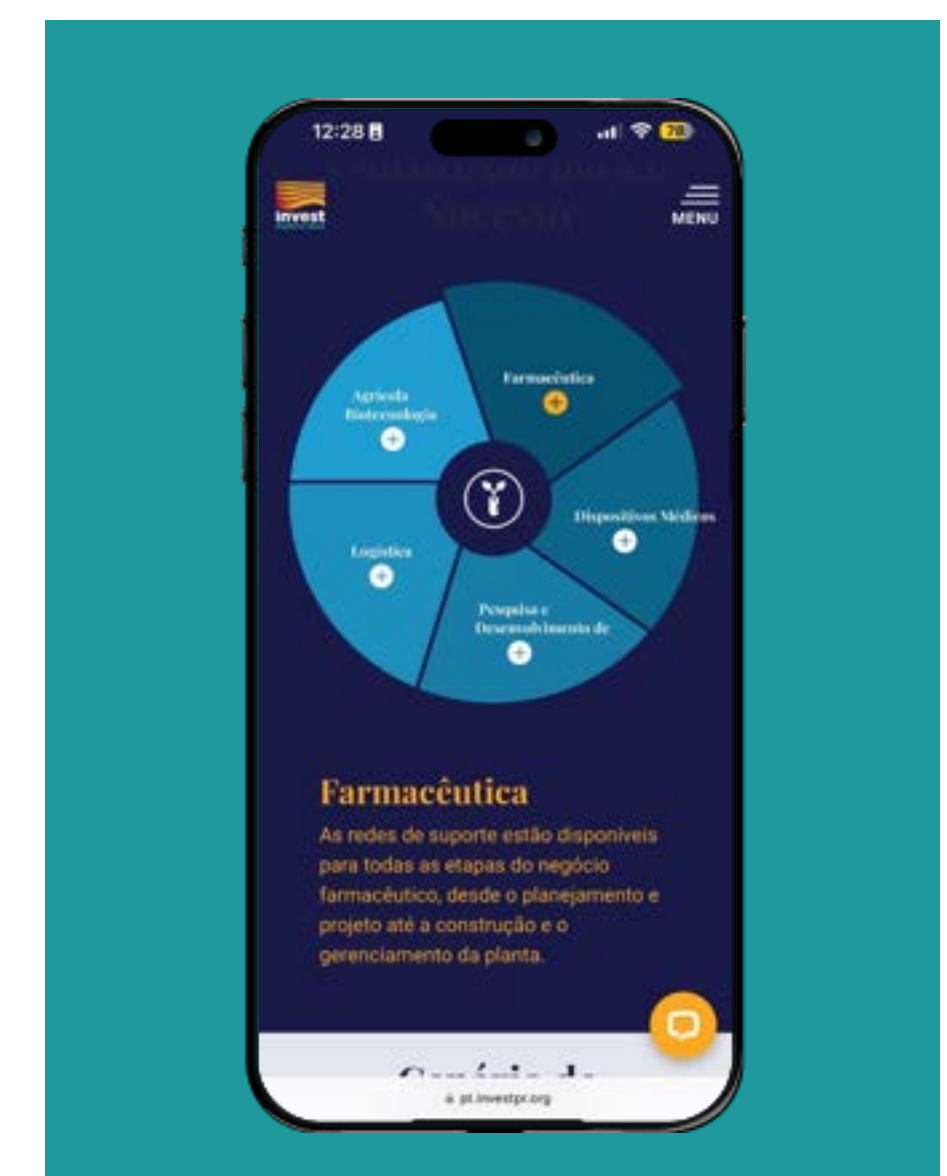 12:28
78
Sucesso
invest
MENU
Farmacêutica
Agrícola
Biotecnologia
Dispositivos Médicos
Logística
Pesquisa e
Desenvolvimento de
Farmacêutica
As redes de suporte estão disponíveis
para todas as etapas do negócio
farmacêutico, desde o planejamento e
projeto até a construção e o
gerenciamento da planta.
pt.investpr.org